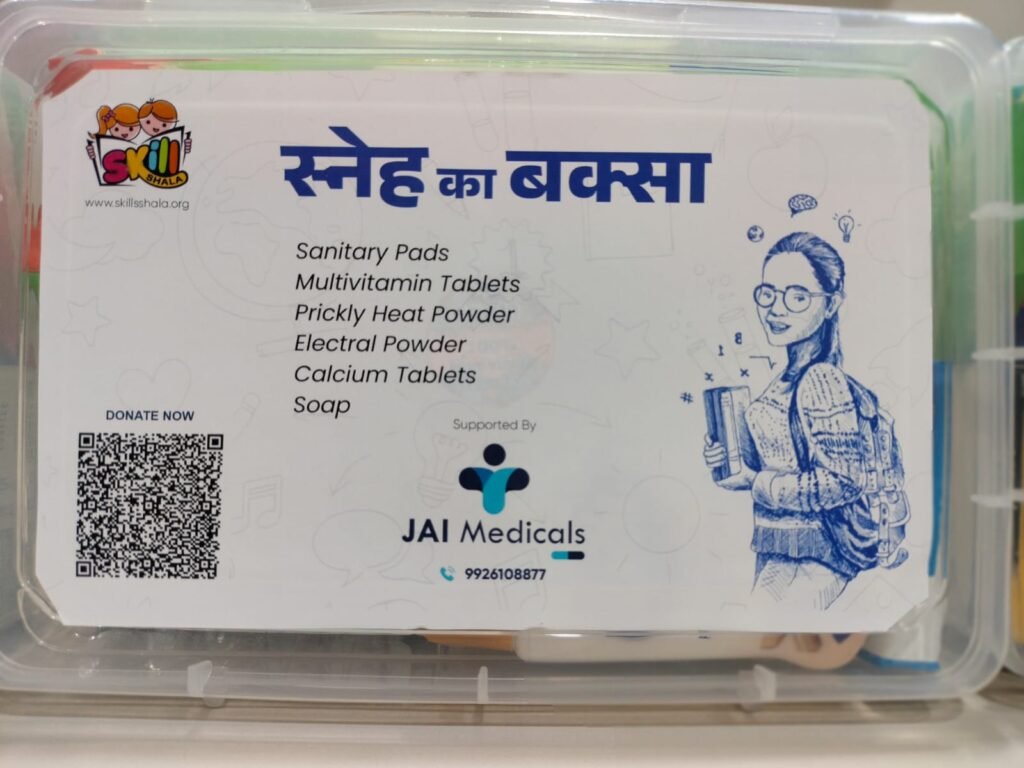 SKill
SHALA
www.skillsshala.org
स्नेह का बक्सा
Sanitary Pads
Multivitamin Tablets
Prickly Heat Powder
Electral Powder
Calcium Tablets
Soap
DONATE NOW
Supported By
JAI Medicals
9926108877